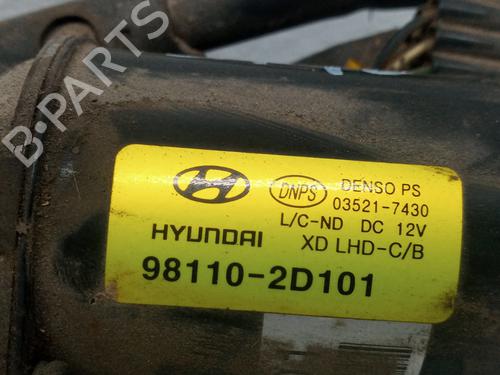 B-PARTS
DNPS
DENSO PS
03521-7430
L/C-ND DC 12V
HYUNDAI
XD LHD-C/B
98110-2D101